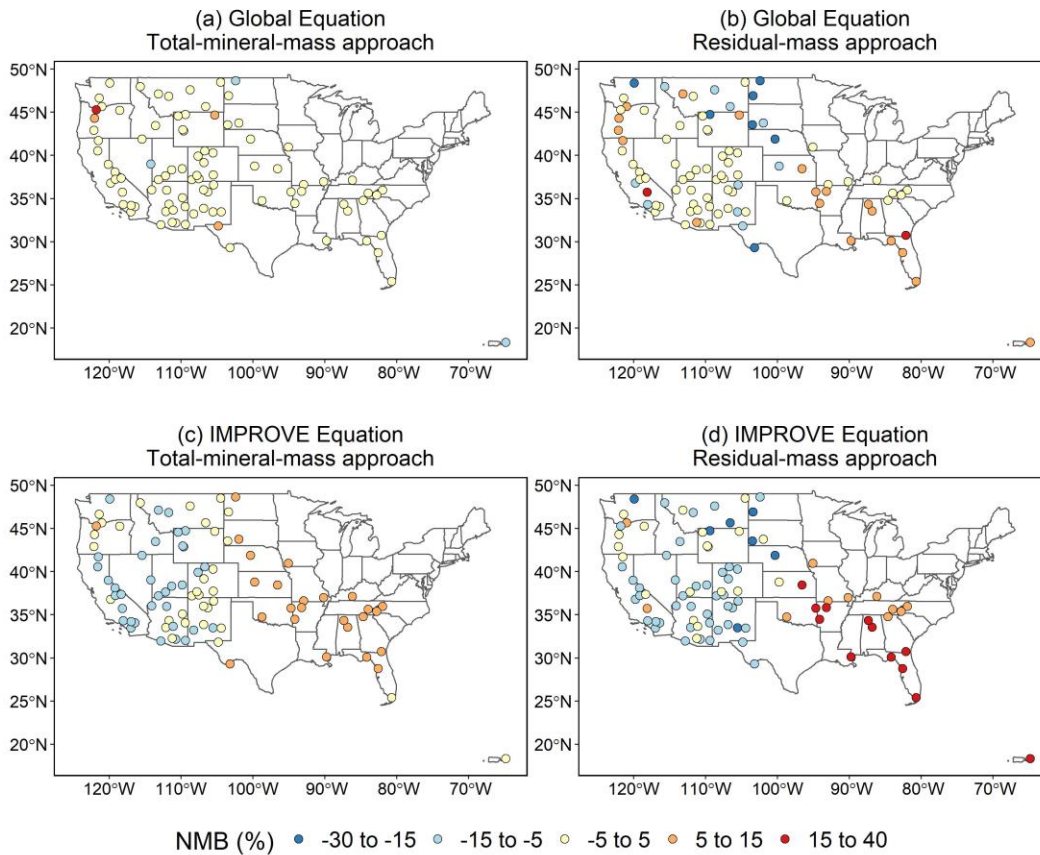 (a) Global Equation
Total-mineral-mass approach
(b) Global Equation
Residual-mass approach
50°N
45°N
40°N
35°N
30°N
25°N
20°N
120°W 110°W 100°W 90°W 80°W 70°W
50°N
45°N
40°N
35°N
30°N
25°N
20°N
120°W 110°W 100°W 90°W 80°W 70°W
(c) IMPROVE Equation
Total-mineral-mass approach
(d) IMPROVE Equation
Residual-mass approach
50°N
45°N
40°N
35°N
30°N
25°N
20°N
120°W 110°W 100°W 90°W 80°W 70°W
50°N
45°N
40°N
35°N
30°N
25°N
20°N
120°W 110°W 100°W 90°W 80°W 70°W
NMB (%) -30 to -15 -15 to -5 -5 to 5 5 to 15 15 to 40